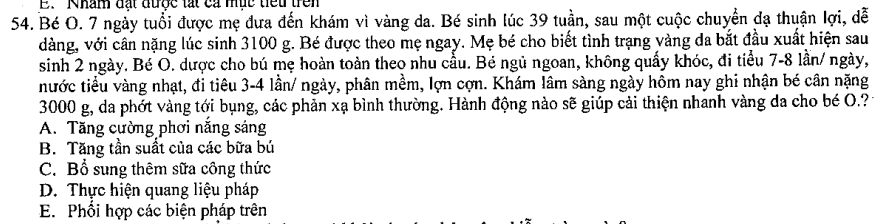 E. Nhằm đạt được tất cả mục tiêu trên
54. Bé O. 7 ngày tuổi được mẹ đưa đến khám vì vàng da. Bé sinh lúc 39 tuần, sau một cuộc chuyển dạ thuận lợi, dễ
dàng, với cân nặng lúc sinh 3100 g. Bé được theo mẹ ngay. Mẹ bé cho biết tình trạng vàng da bắt đầu xuất hiện sau
sinh 2 ngày. Bé O. được cho bú mẹ hoàn toàn theo nhu cầu. Bé ngủ ngoan, không quấy khóc, đi tiểu 7-8 lần/ ngày,
nước tiểu vàng nhạt, đi tiêu 3-4 lần/ ngày, phân mềm, lợn cợn. Khám lâm sàng ngày hôm nay ghi nhận bé cân nặng
3000 g, da phớt vàng tới bụng, các phản xạ bình thường. Hành động nào sẽ giúp cải thiện nhanh vàng da cho bé O.?
A. Tăng cường phơi nắng sáng
B. Tăng tần suất của các bữa bú
C. Bổ sung thêm sữa công thức
D. Thực hiện quang liệu pháp
E. Phối hợp các biện pháp trên